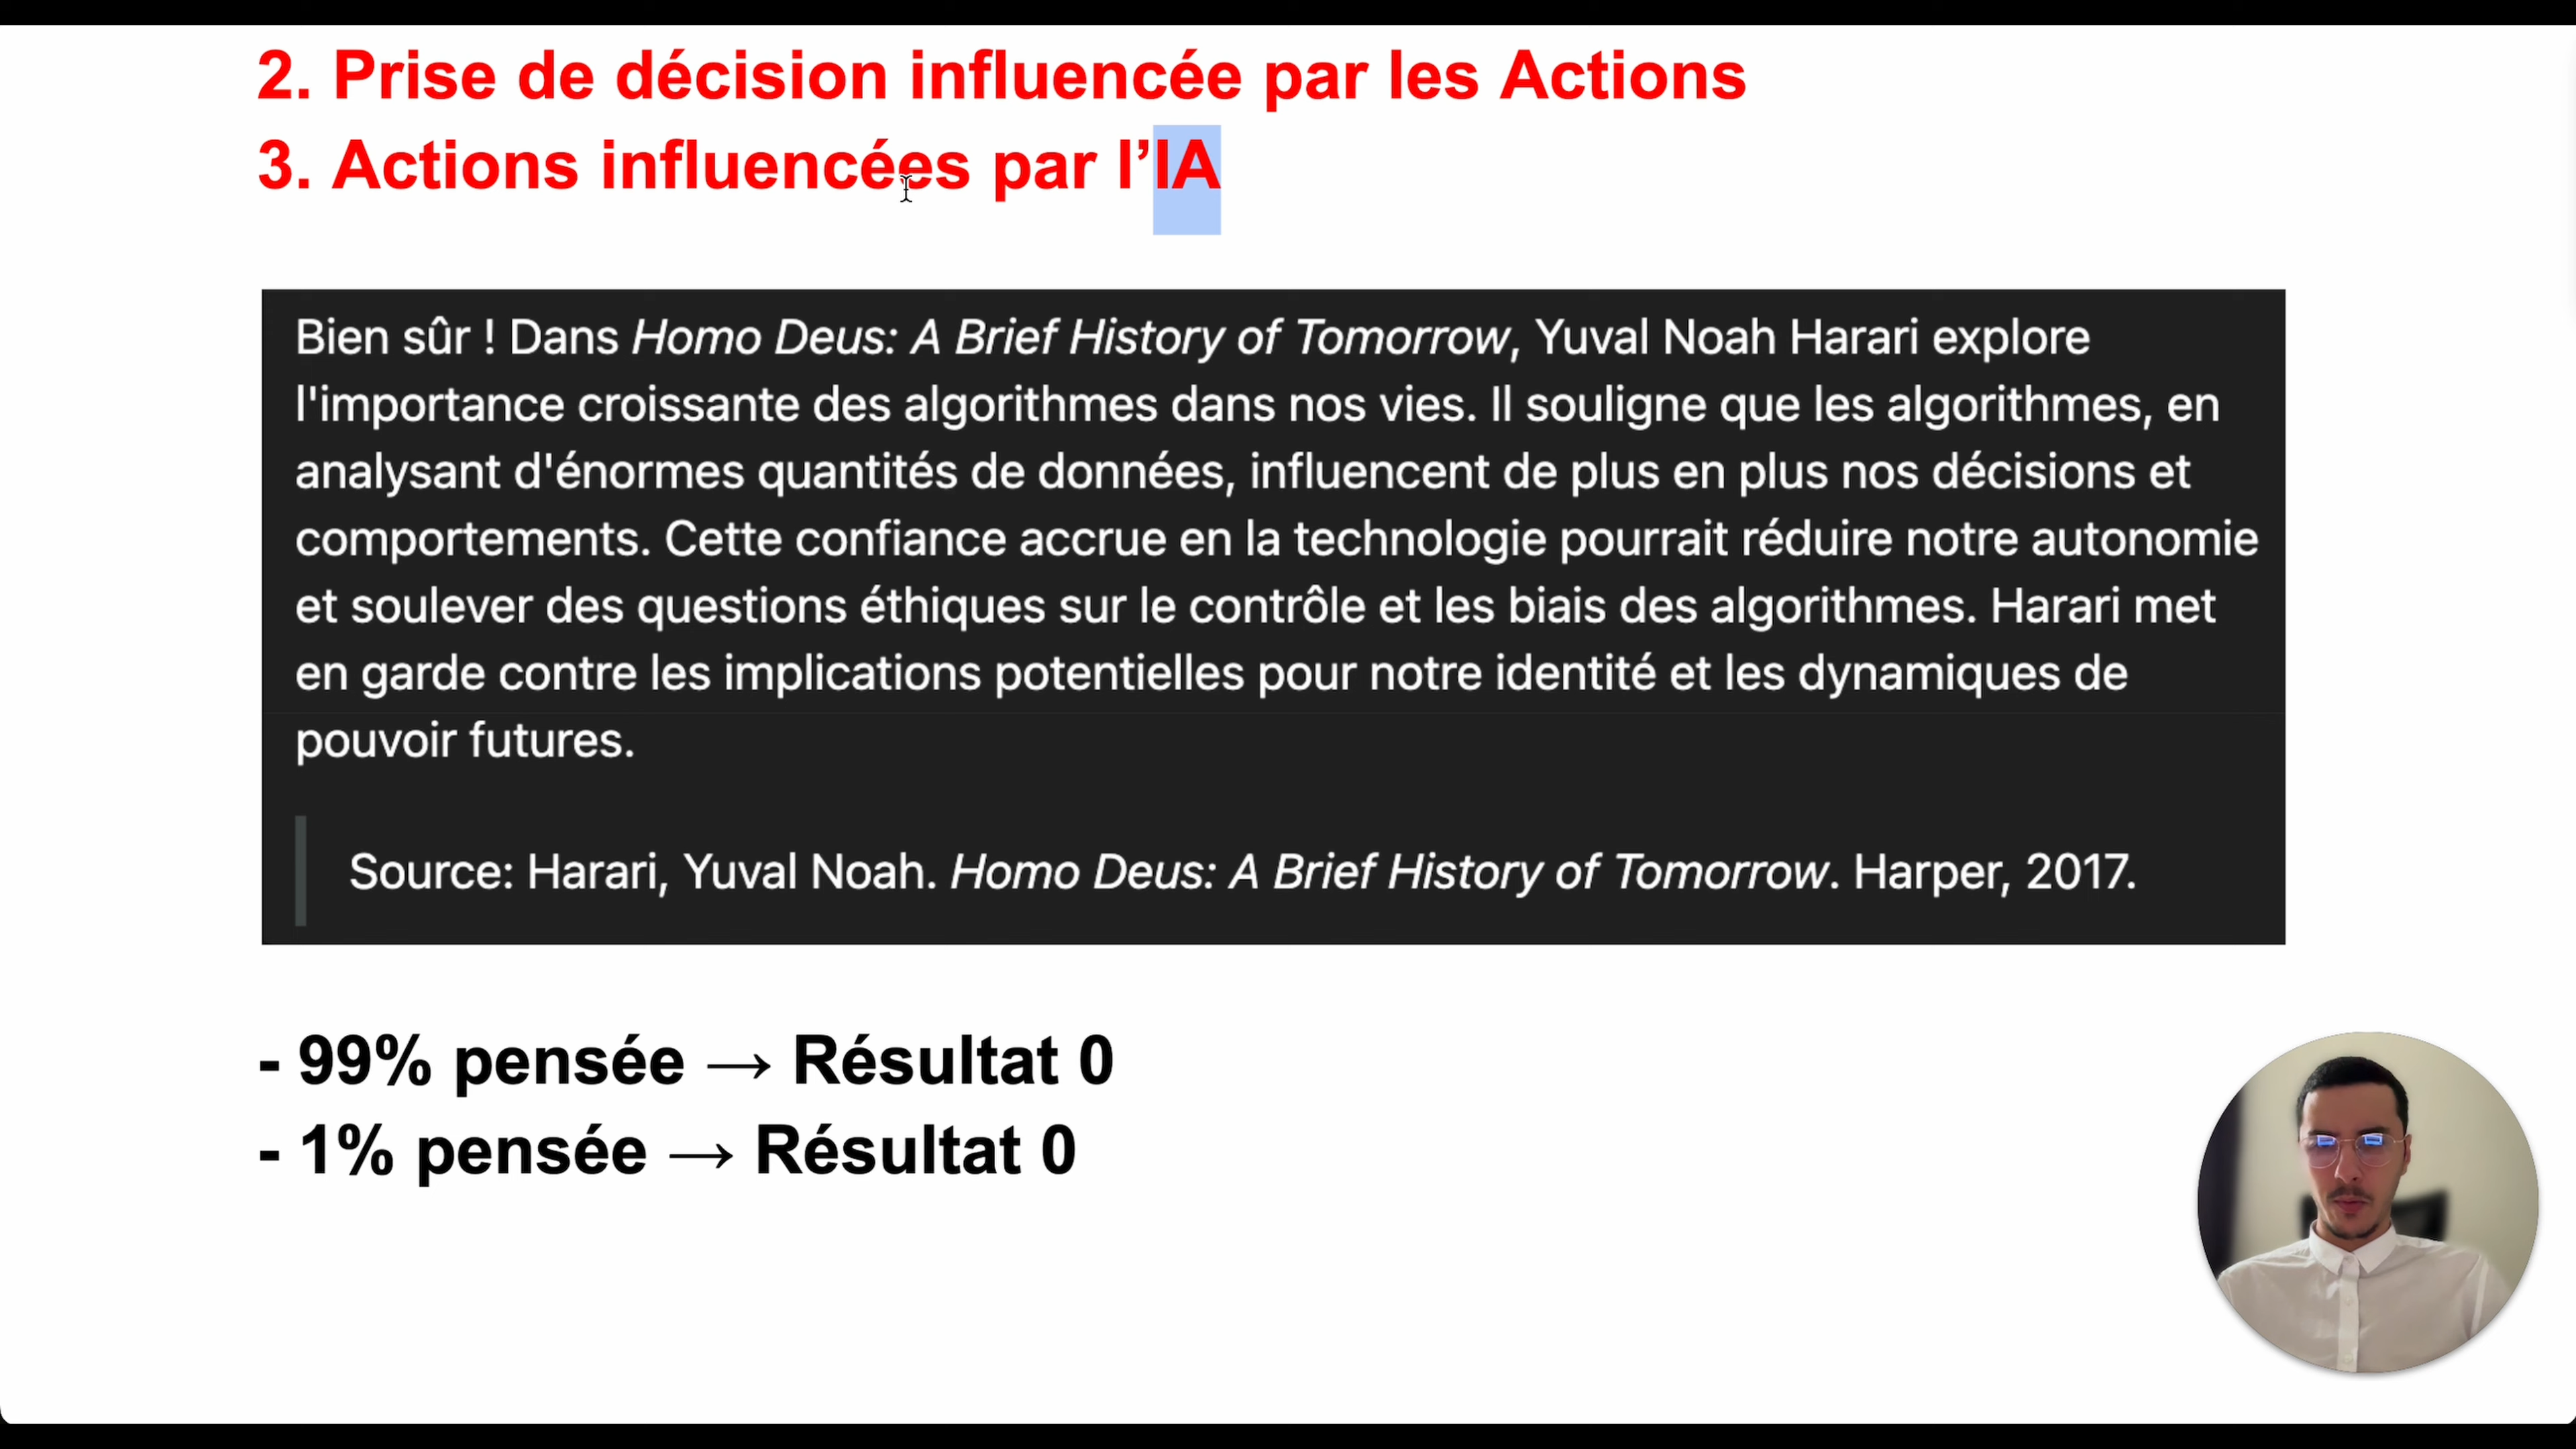 2. Prise de décision influencée par les Actions
3. Actions influencées par l’IA
Bien sûr ! Dans Homo Deus: A Brief History of Tomorrow, Yuval Noah Harari explore
l'importance croissante des algorithmes dans nos vies. Il souligne que les algorithmes, en
analysant d'énormes quantités de données, influencent de plus en plus nos décisions et
comportements. Cette confiance accrue en la technologie pourrait réduire notre autonomie
et soulever des questions éthiques sur le contrôle et les biais des algorithmes. Harari met
en garde contre les implications potentielles pour notre identité et les dynamiques de
pouvoir futures.
Source: Harari, Yuval Noah. Homo Deus: A Brief History of Tomorrow. Harper, 2017.
- 99% pensée → Résultat 0
- 1% pensée → Résultat 0